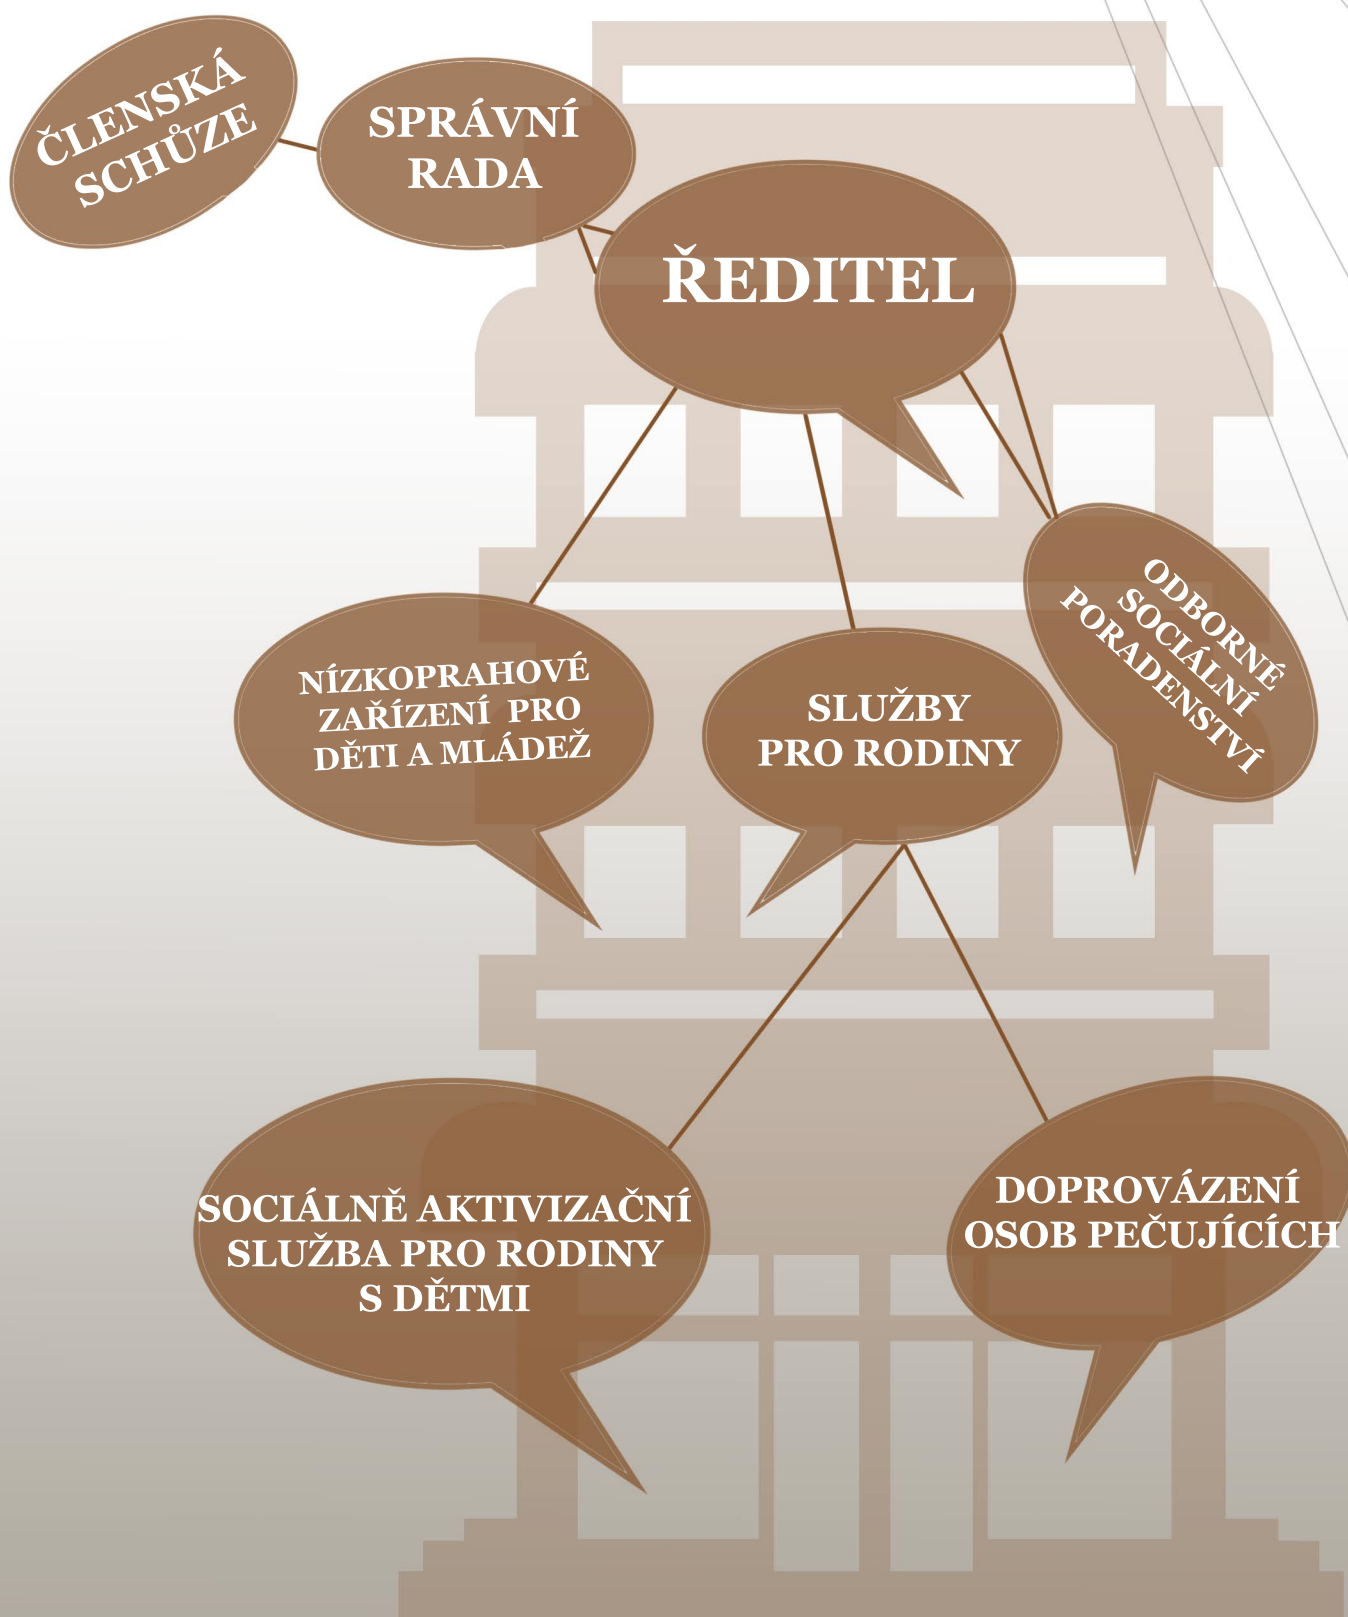 ČLENSKÁ
SCHŮZE
SPRÁVNÍ
RADA
ŘEDITEL
NÍZKOPRAHOVÉ
ZAŘÍZENÍ PRO
DĚTI A MLÁDEŽ
SLUŽBY
PRO RODINY
ODBORNÉ
SOCIÁLNÍ
PORADENSTVÍ
SOCIÁLNĚ AKTIVIZAČNÍ
SLUŽBA PRO RODINY
S DĚTMI
DOPROVÁZENÍ
OSOB PEČUJÍCÍCH